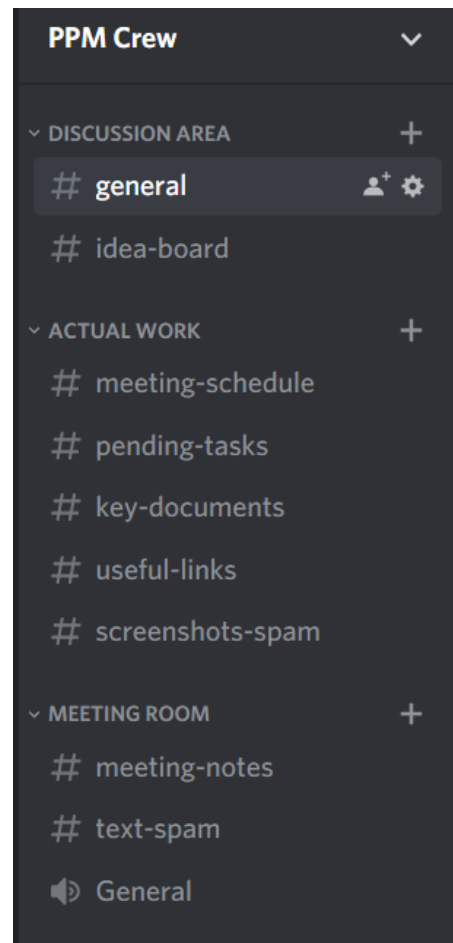 PPM Crew
DISCUSSION AREA
# general
# idea-board
ACTUAL WORK
# meeting-schedule
# pending-tasks
# key-documents
# useful-links
# screenshots-spam
MEETING ROOM
# meeting-notes
# text-spam
General